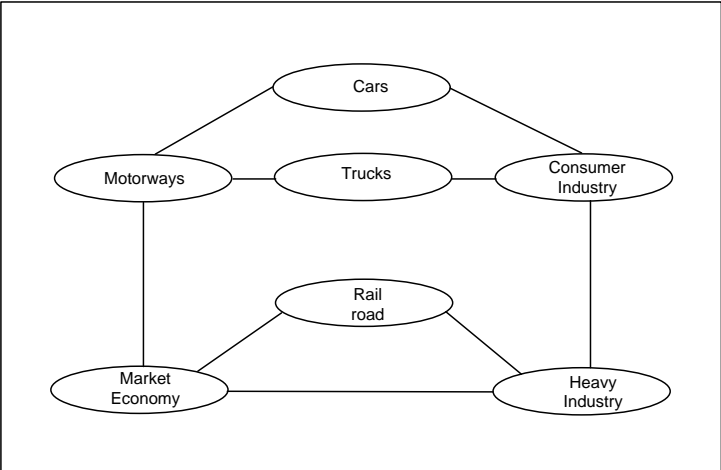 Cars
Motorways
Trucks
Consumer
Industry
Rail
road
Market
Economy
Heavy
Industry